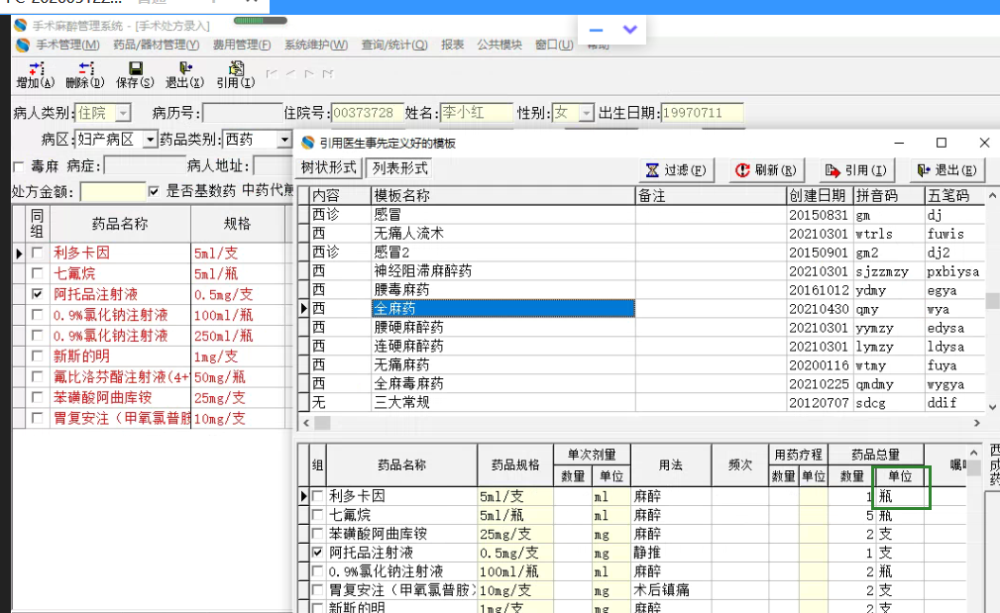 手术麻醉管理系统 - [手术处方录入]
手术管理(M) 药品/器材管理(Y) 费用管理(F) 系统维护(W) 查询/统计(Q) 报表 公共模块 窗口(U) 帮助
增加(A) 删除(D) 保存(S) 退出(X) 引用(I)
病人类别: 住院 病历号: 住院号: 00373728 姓名: 李小红 性别: 女 出生日期: 19970711
病区: 妇产病区 药品类别: 西药
毒麻 病症: 病人地址:
处方金额: 是否基数药 中药代煎
同组 药品名称 规格
利多卡因 5ml/支
七氟烷 5ml/瓶
阿托品注射液 0.5mg/支
0.9%氯化钠注射液 100ml/瓶
0.9%氯化钠注射液 250ml/瓶
新斯的明 1mg/支
氟比洛芬酯注射液(4+ 50mg/瓶
苯磺酸阿曲库铵 25mg/支
胃复安注（甲氧氯普胺 10mg/支
引用医生事先定义好的模板
树状形式 列表形式 过滤(F) 刷新(R) 引用(I) 退出(E)
内容 模板名称 备注 创建日期 拼音码 五笔码
西诊 感冒 20150831 gm dj
西 无痛人流术 20210301 wtrls fuwis
西诊 感冒2 20150901 gm2 dj2
西 神经阻滞麻醉药 20210301 sjzzmzy pxbiysa
西 腰毒麻药 20161012 ydmy egya
西 全麻药 20210430 qmy wya
西 腰硬麻醉药 20210301 yymzy edysa
西 连硬麻醉药 20210301 lymzy ldysa
西 无痛麻药 20200116 wtmy fuya
西 全麻毒麻药 20210225 qmdmy wygya
无 三大常规 20120707 sdcg ddif
组 药品名称 药品规格 单次剂量 用法 频次 用药疗程 药品总量
数量 单位 数量 单位 数量 单位
利多卡因 5ml/支 ml 麻醉 1 瓶
七氟烷 5ml/瓶 ml 麻醉 5 瓶
苯磺酸阿曲库铵 25mg/支 mg 麻醉 2 支
阿托品注射液 0.5mg/支 mg 静推 1 支
0.9%氯化钠注射液 100ml/瓶 ml 麻醉 2 瓶
胃复安注（甲氧氯普胺） 10mg/支 mg 术后镇痛 2 支
新斯的明 1mg/支 mg 麻醉 2 支
西
成
药